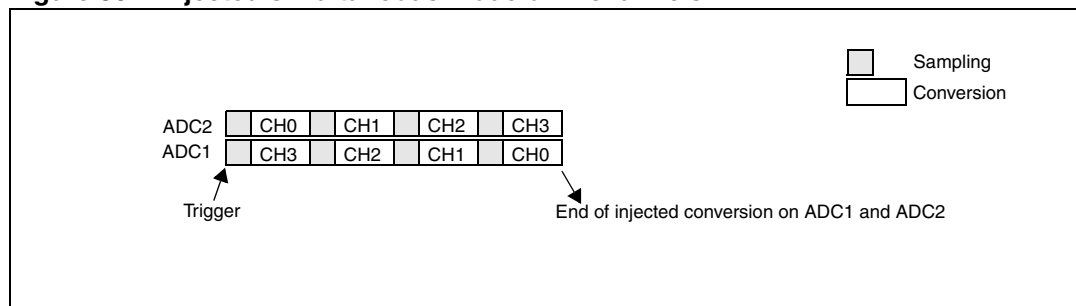 Sampling
Conversion
ADC2 CH0 CH1 CH2 CH3
ADC1 CH3 CH2 CH1 CH0
Trigger
End of injected conversion on ADC1 and ADC2